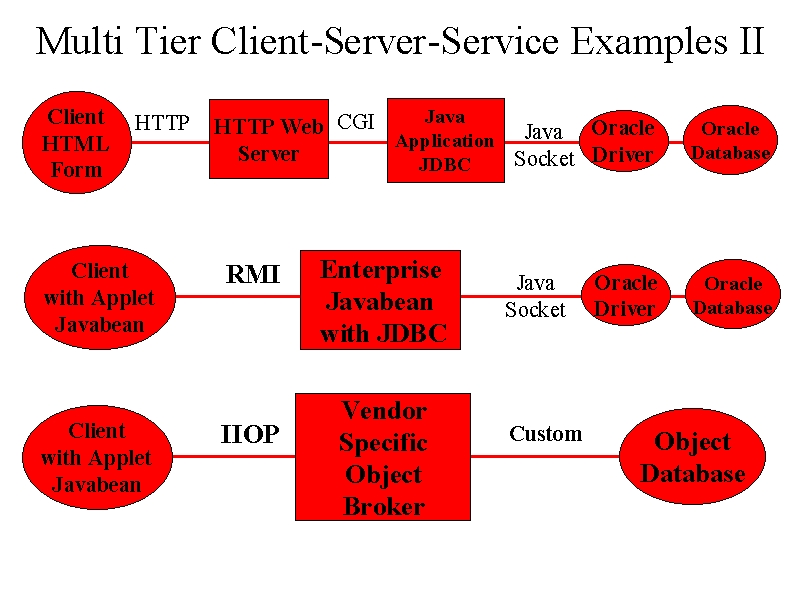 Multi Tier Client-Server-Service Examples II
Client
HTML
Form
HTTP
HTTP Web
Server
CGI
Java
Application
JDBC
Java
Socket
Oracle
Driver
Oracle
Database
Client
with Applet
Javabean
RMI
Enterprise
Javabean
with JDBC
Java
Socket
Oracle
Driver
Oracle
Database
Client
with Applet
Javabean
IIOP
Vendor
Specific
Object
Broker
Custom
Object
Database